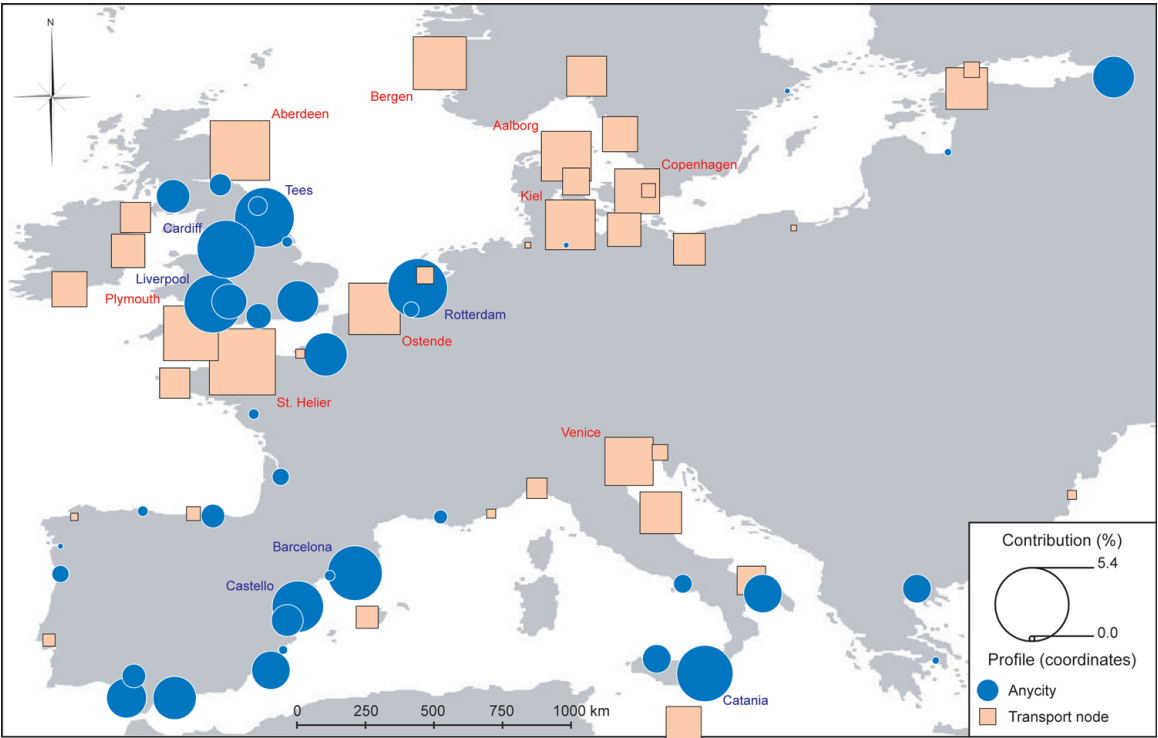 N
Bergen
Aberdeen
Aalborg
Copenhagen
Kiel
Tees
Cardiff
Liverpool
Plymouth
Rotterdam
Ostende
St. Helier
Venice
Barcelona
Castello
Catania
0 250 500 750 1000 km
Contribution (%)
5.4
0.0
Profile (coordinates)
Anycity
Transport node